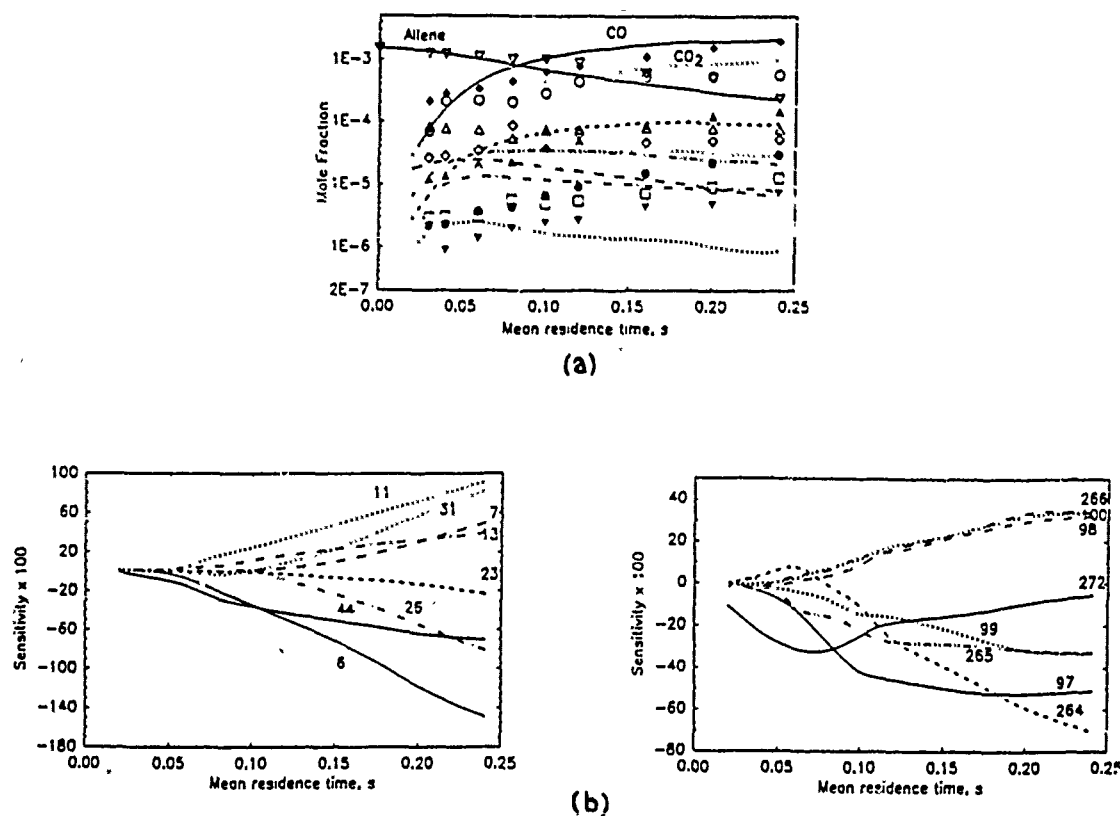 Allene
CO
CO2
1E-3
1E-4
1E-5
1E-6
2E-7
Mole Fraction
0.00 0.05 0.10 0.15 0.20 0.25
Mean residence time, s
(a)
100
60
20
-20
-60
-100
-140
-180
Sensitivity x 100
11
31
7
13
23
44
25
6
0.00 0.05 0.10 0.15 0.20 0.25
Mean residence time, s
40
20
0
-20
-40
-60
-80
Sensitivity x 100
266
98
272
99
265
97
264
0.00 0.05 0.10 0.15 0.20 0.25
Mean residence time, s
(b)